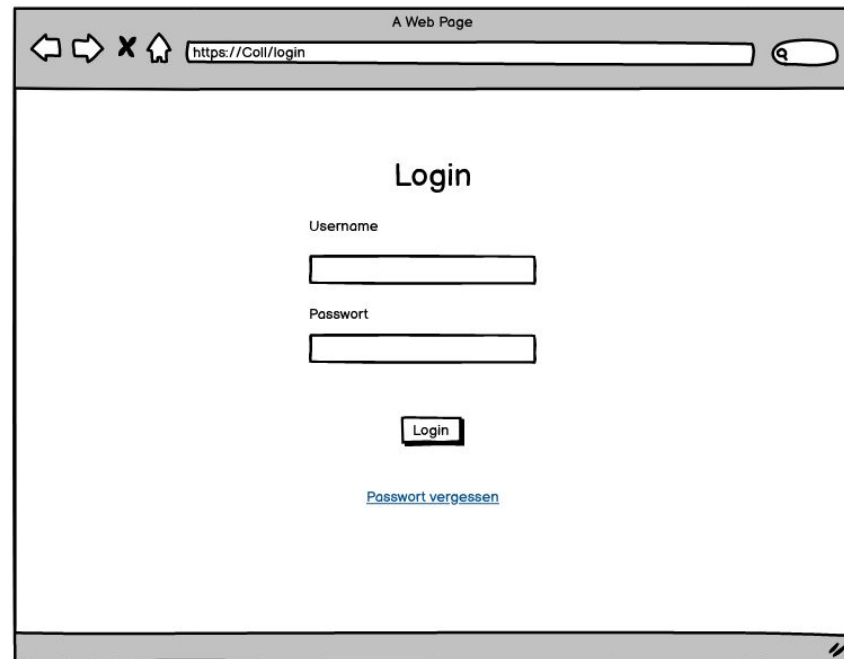 A Web Page
https://Coll/login
Login
Username
Passwort
Login
Passwort vergessen